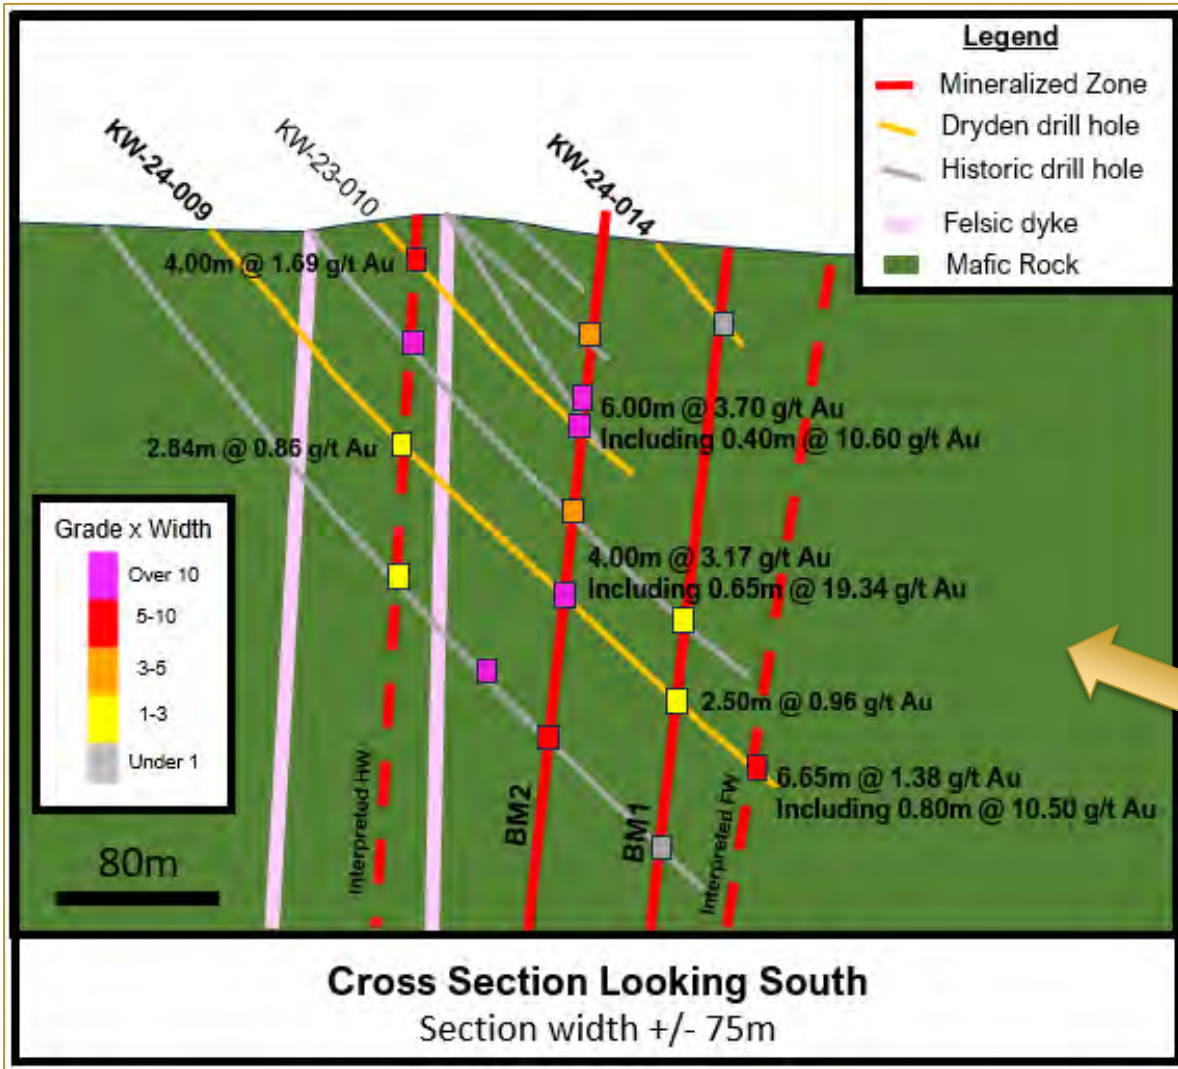 Legend
Mineralized Zone
Dryden drill hole
Historic drill hole
Felsic dyke
Mafic Rock
KW-24-009
KW-23-010
KW-24-014
4.00m @ 1.69 g/t Au
6.00m @ 3.70 g/t Au
Including 0.40m @ 10.60 g/t Au
2.84m @ 0.86 g/t Au
Grade x Width
Over 10
5-10
3-5
1-3
Under 1
4.00m @ 3.17 g/t Au
Including 0.65m @ 19.34 g/t Au
2.50m @ 0.96 g/t Au
6.65m @ 1.38 g/t Au
Including 0.80m @ 10.50 g/t Au
Interpreted HW
BM2
BM1
Interpreted FW
80m
Cross Section Looking South
Section width +/- 75m